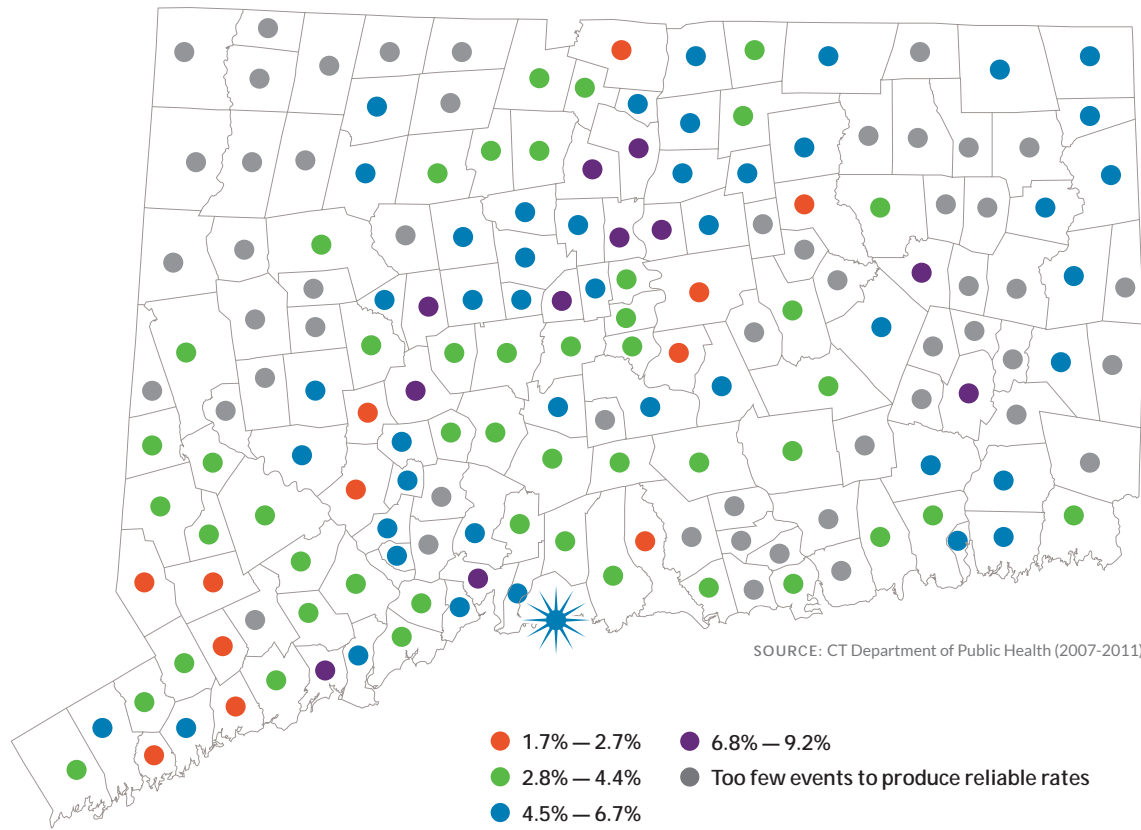 SOURCE: CT Department of Public Health (2007-2011)
1.7% — 2.7%
2.8% — 4.4%
4.5% — 6.7%
6.8% — 9.2%
Too few events to produce reliable rates